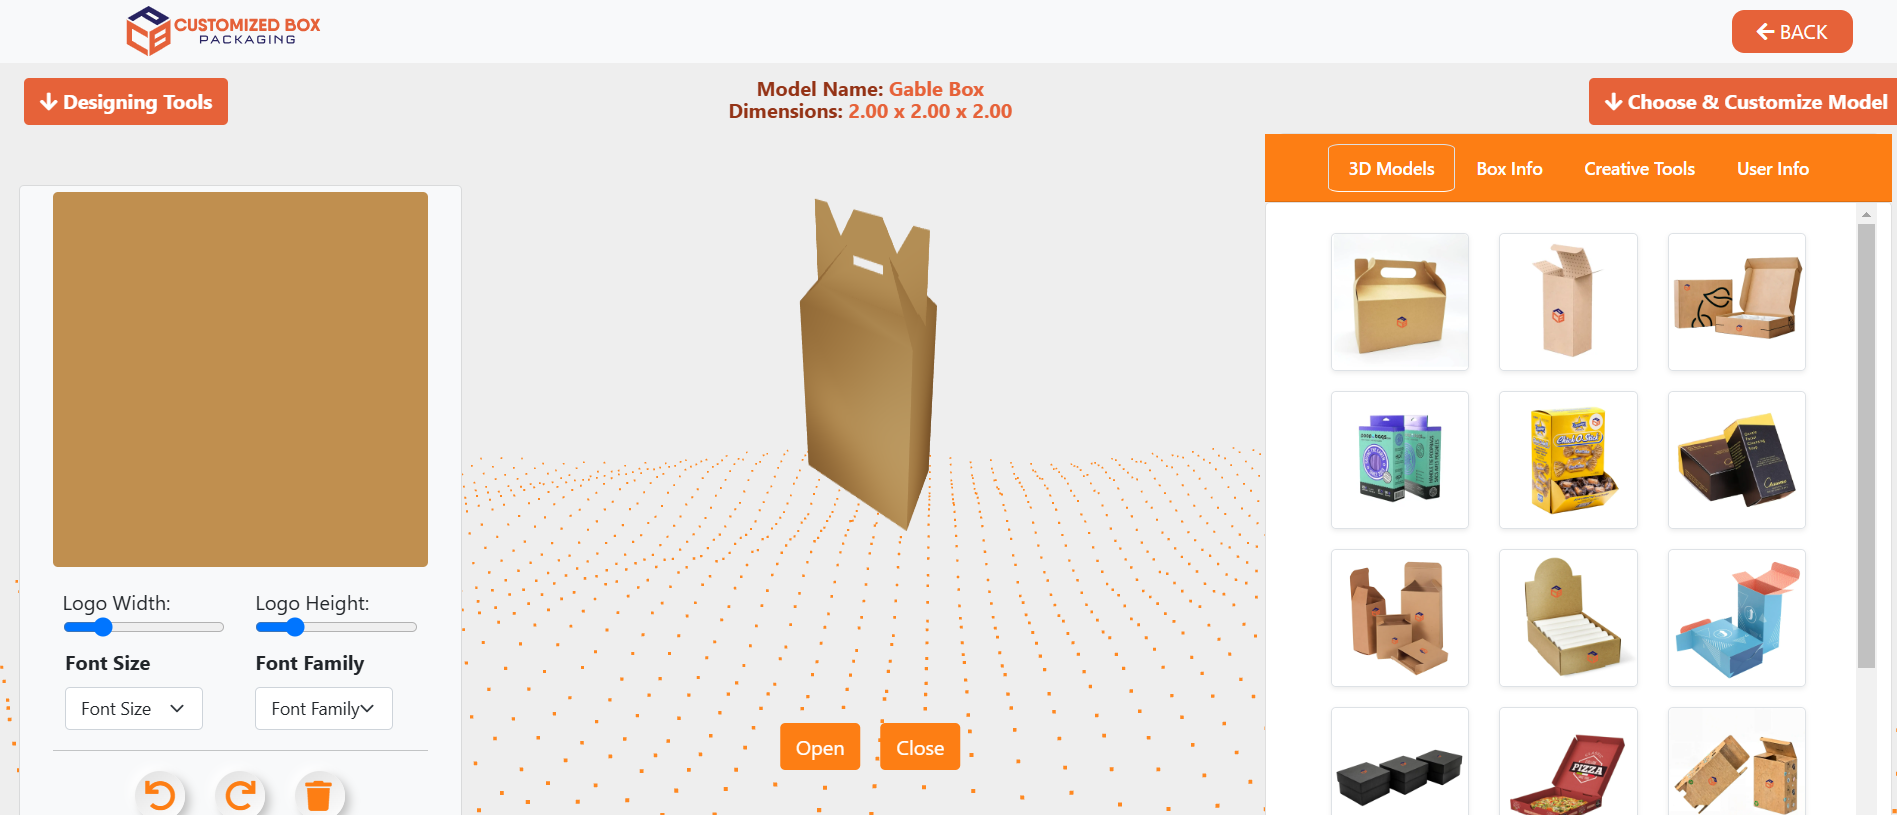 CUSTOMIZED BOX
PACKAGING
BACK
Designing Tools
Model Name: Gable Box
Dimensions: 2.00 x 2.00 x 2.00
Choose & Customize Model
3D Models
Box Info
Creative Tools
User Info
Logo Width:
Logo Height:
Font Size
Font Family
Font Size
Font Family
Open
Close
PIZZA